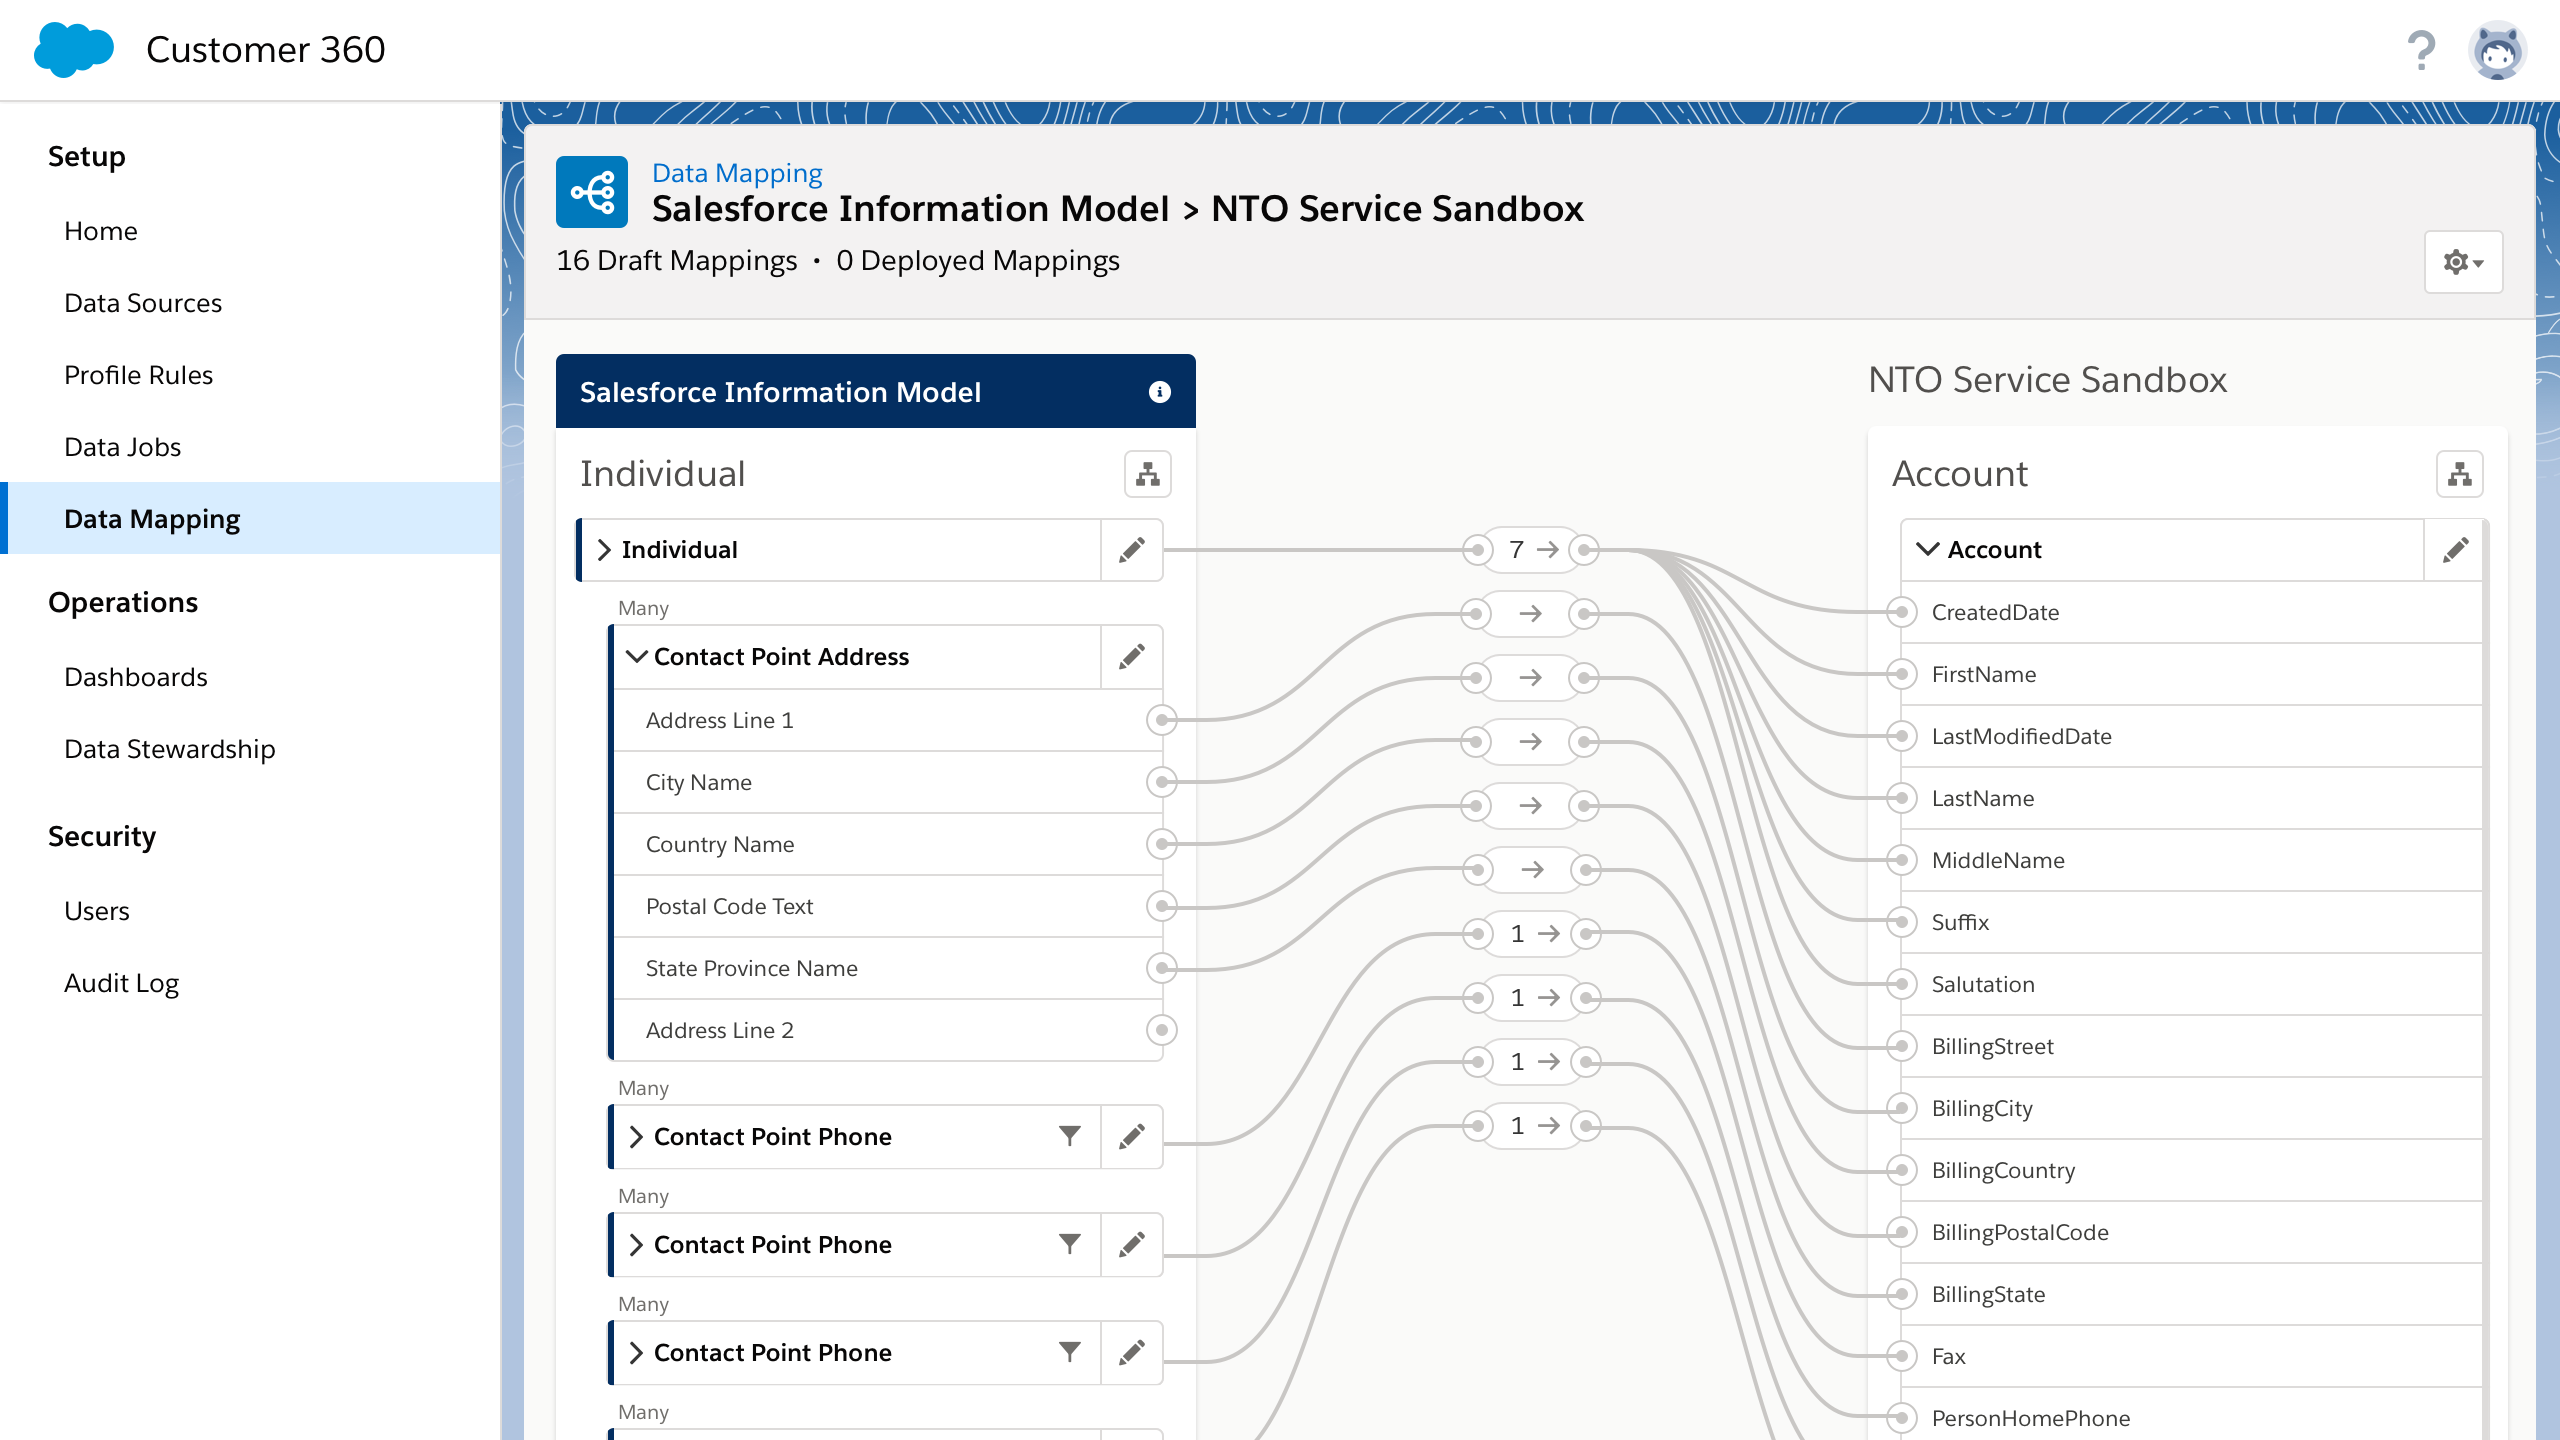 Customer 360
?
Setup
Home
Data Sources
Profile Rules
Data Jobs
Data Mapping
Operations
Dashboards
Data Stewardship
Security
Users
Audit Log
Data Mapping
Salesforce Information Model > NTO Service Sandbox
16 Draft Mappings • 0 Deployed Mappings
Salesforce Information Model
Individual
Individual
Many
Contact Point Address
Address Line 1
City Name
Country Name
Postal Code Text
State Province Name
Address Line 2
Many
Contact Point Phone
Many
Contact Point Phone
Many
Contact Point Phone
Many
7
1
1
1
1
NTO Service Sandbox
Account
Account
CreatedDate
FirstName
LastModifiedDate
LastName
MiddleName
Suffix
Salutation
BillingStreet
BillingCity
BillingCountry
BillingPostalCode
BillingState
Fax
PersonHomePhone